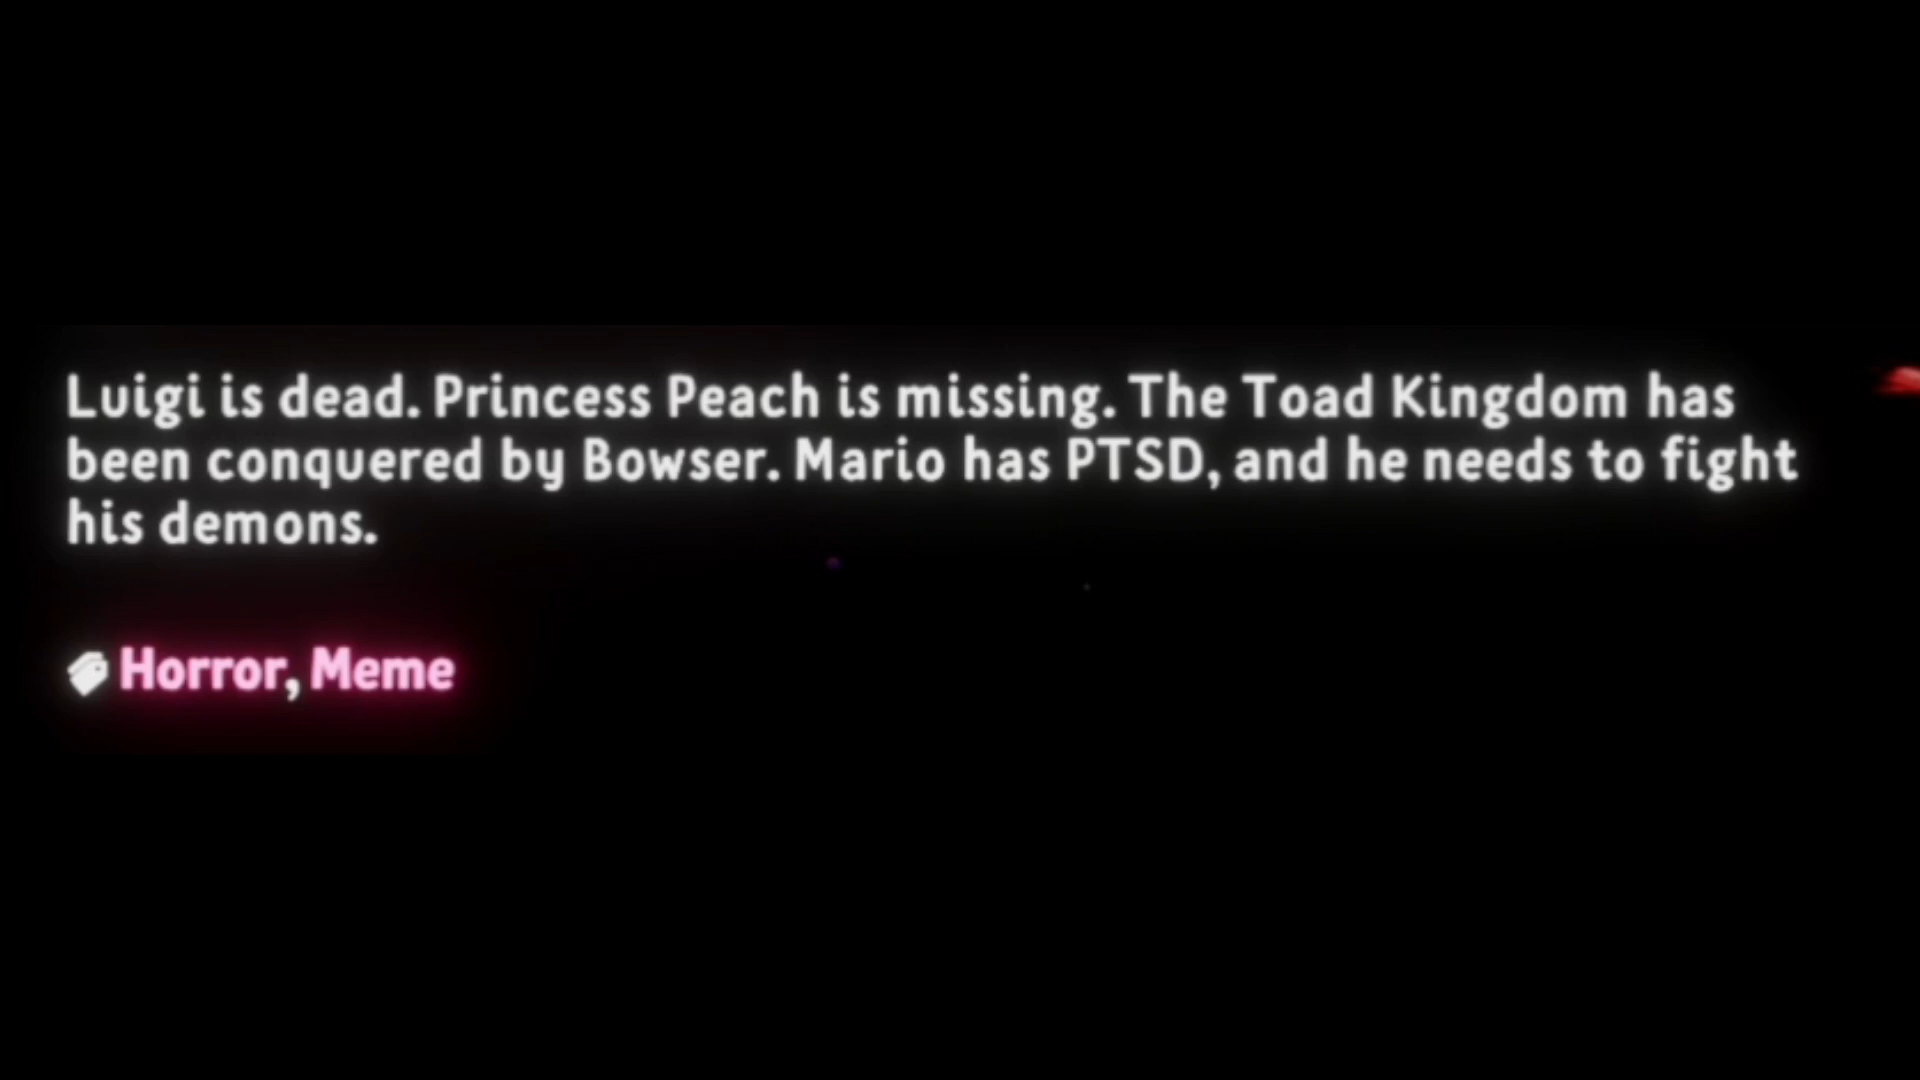 Luigi is dead. Princess Peach is missing. The Toad Kingdom has
been conquered by Bowser. Mario has PTSD, and he needs to fight
his demons.
Horror, Meme